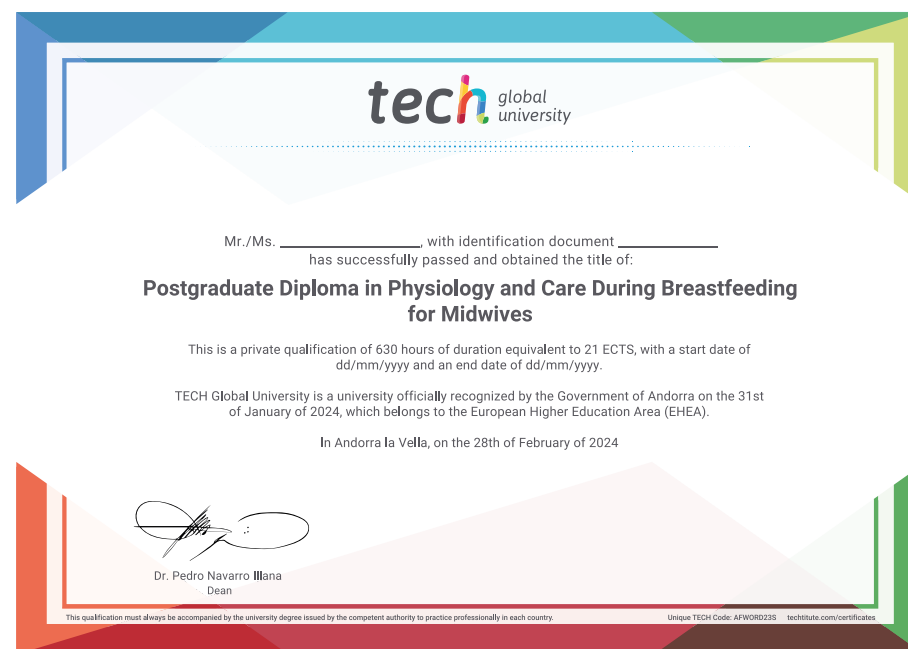 tech global university
Mr./Ms. ____________, with identification document ____________
has successfully passed and obtained the title of:
Postgraduate Diploma in Physiology and Care During Breastfeeding
for Midwives
This is a private qualification of 630 hours of duration equivalent to 21 ECTS, with a start date of
dd/mm/yyyy and an end date of dd/mm/yyyy.
TECH Global University is a university officially recognized by the Government of Andorra on the 31st
of January of 2024, which belongs to the European Higher Education Area (EHEA).
In Andorra la Vella, on the 28th of February of 2024
Dr. Pedro Navarro Illana
Dean
This qualification must always be accompanied by the university degree issued by the competent authority to practice professionally in each country.
Unique TECH Code: AFWORD23S techtitute.com/certificates